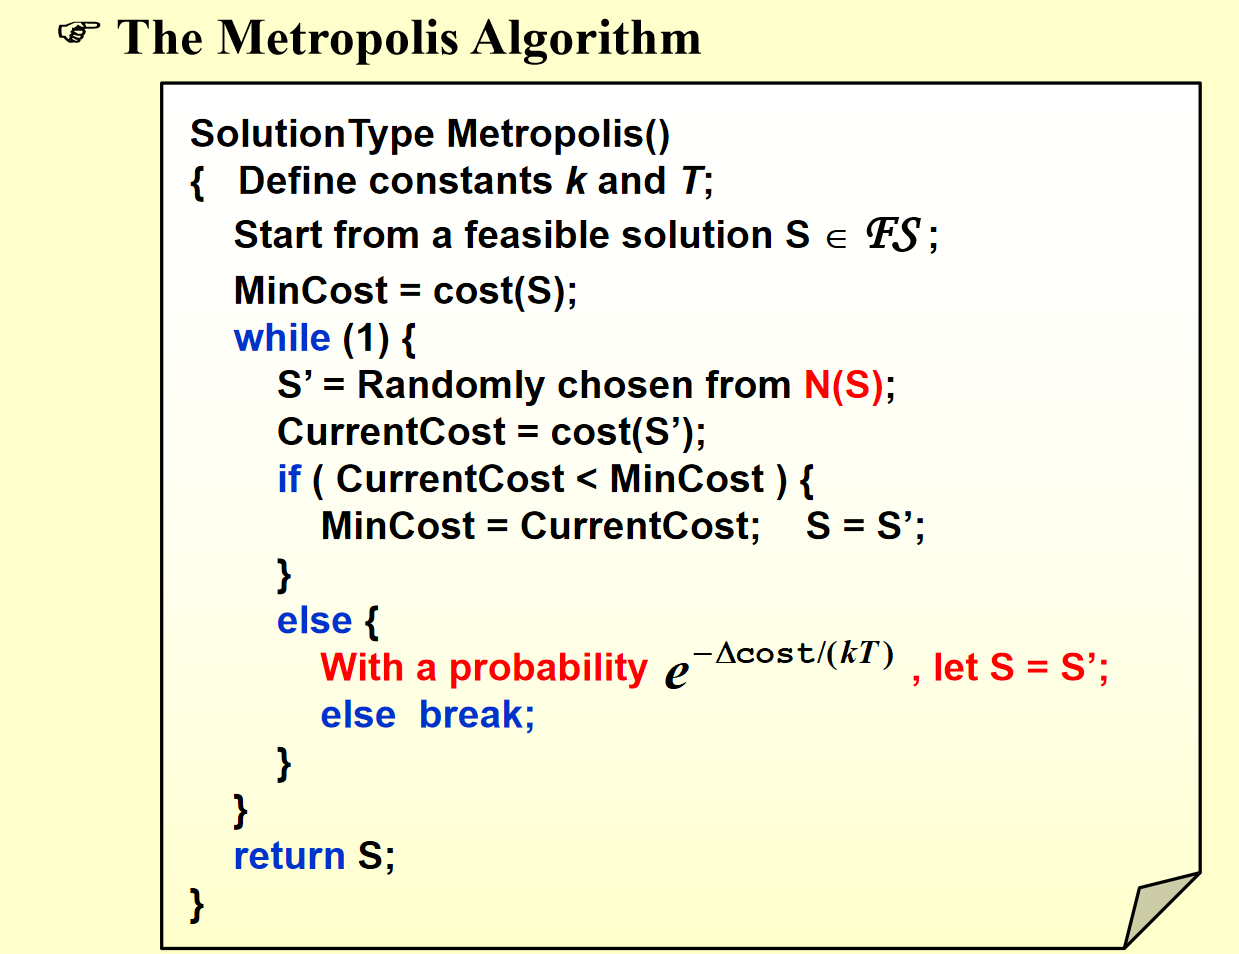 ☞ The Metropolis Algorithm
SolutionType Metropolis()
{ Define constants k and T;
Start from a feasible solution S ∈ ℱS ;
MinCost = cost(S);
while (1) {
S’ = Randomly chosen from N(S);
CurrentCost = cost(S’);
if ( CurrentCost < MinCost ) {
MinCost = CurrentCost; S = S’;
}
else {
With a probability e^{−Δcost/(kT)} , let S = S’;
else break;
}
}
return S;
}